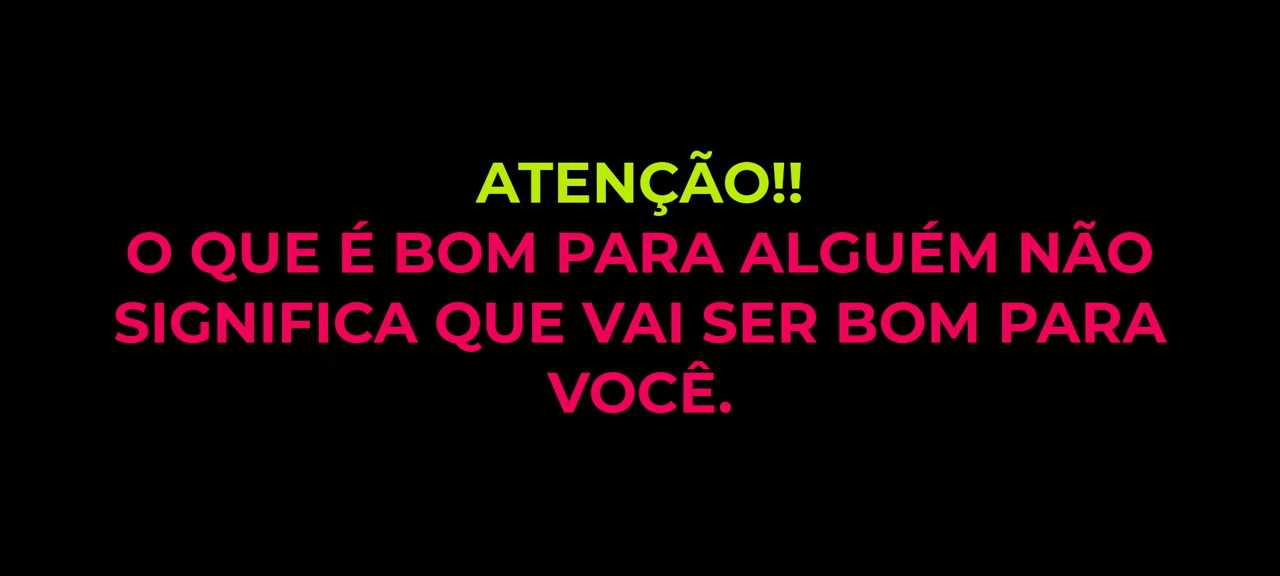 ATENÇÃO!!
O QUE É BOM PARA ALGUÉM NÃO
SIGNIFICA QUE VAI SER BOM PARA
VOCÊ.